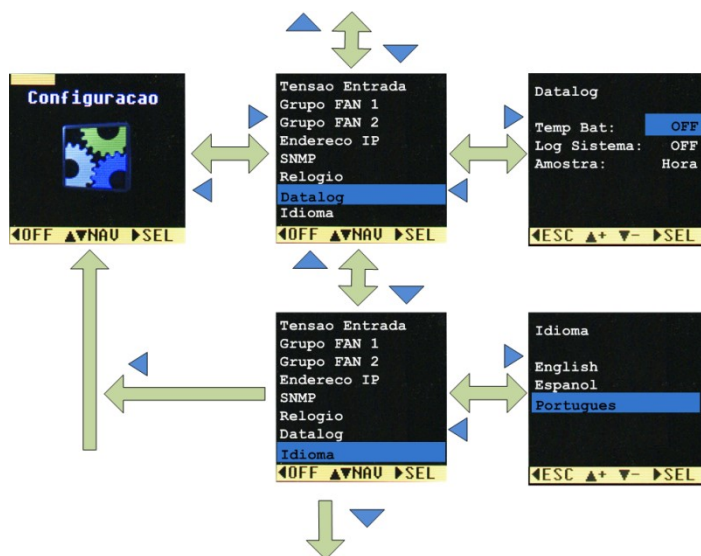 Configuracao
◀OFF ▲▼NAV ▶SEL
Tensao Entrada
Grupo FAN 1
Grupo FAN 2
Endereco IP
SNMP
Relogio
Datalog
Idioma
◀OFF ▲▼NAV ▶SEL
Datalog
Temp Bat: OFF
Log Sistema: OFF
Amostra: Hora
◀ESC ▲+ ▼- ▶SEL
Tensao Entrada
Grupo FAN 1
Grupo FAN 2
Endereco IP
SNMP
Relogio
Datalog
Idioma
◀OFF ▲▼NAV ▶SEL
Idioma
English
Espanol
Portugues
◀ESC ▲+ ▼- ▶SEL